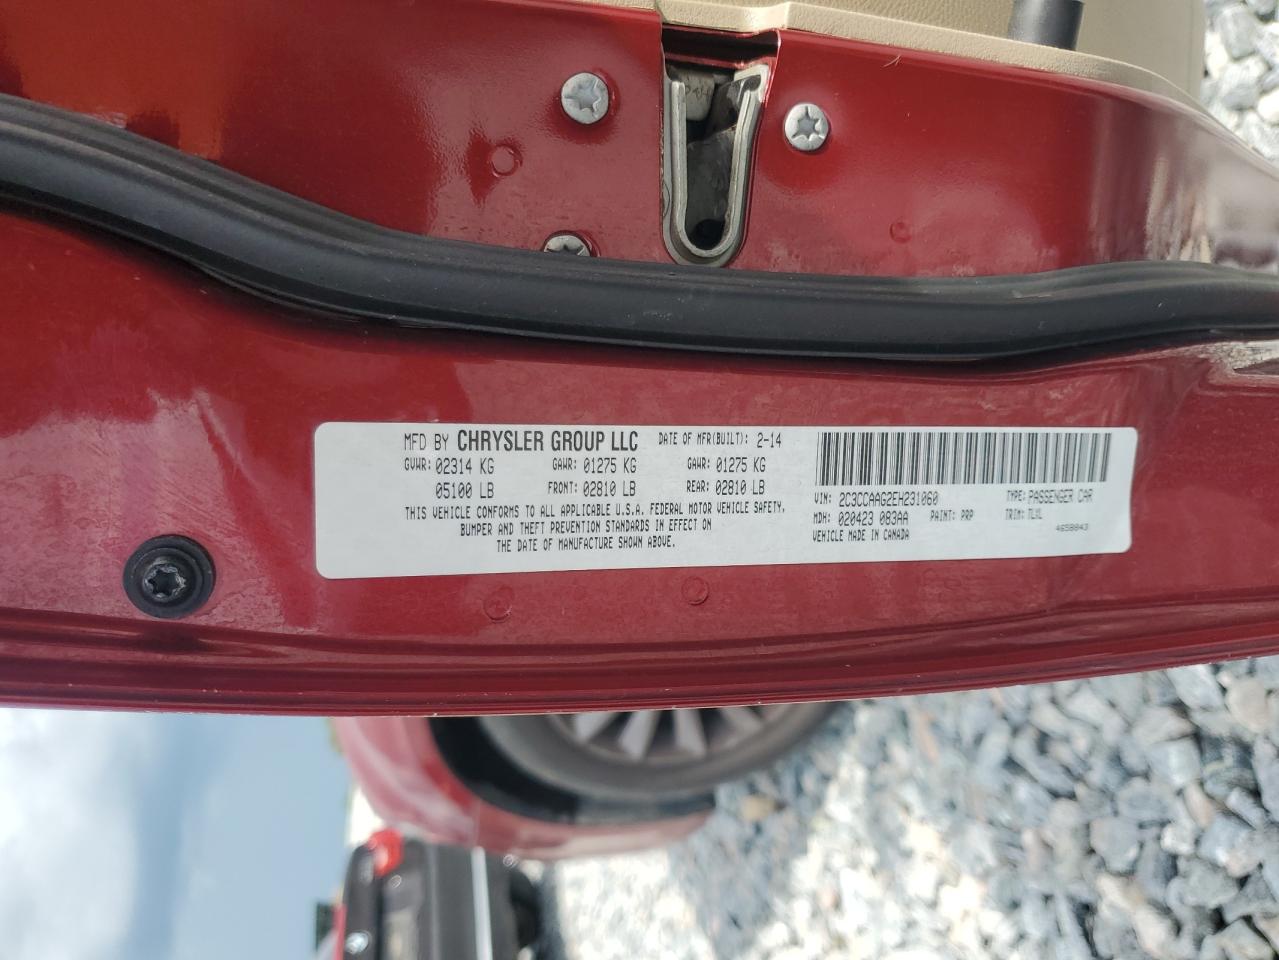 MFD BY CHRYSLER GROUP LLC DATE OF MFR(BUILT): 2-14
GVWR: 02314 KG GAWR: 01275 KG GAWR: 01275 KG
05100 LB FRONT: 02810 LB REAR: 02810 LB
THIS VEHICLE CONFORMS TO ALL APPLICABLE U.S.A. FEDERAL MOTOR VEHICLE SAFETY,
BUMPER AND THEFT PREVENTION STANDARDS IN EFFECT ON
THE DATE OF MANUFACTURE SHOWN ABOVE.
VIN: 2C3CCAAG2EH231060 TYPE: PASSENGER CAR
MDH: 020423 083AA PAINT: PRP TRIM: TLXL
VEHICLE MADE IN CANADA 4658843